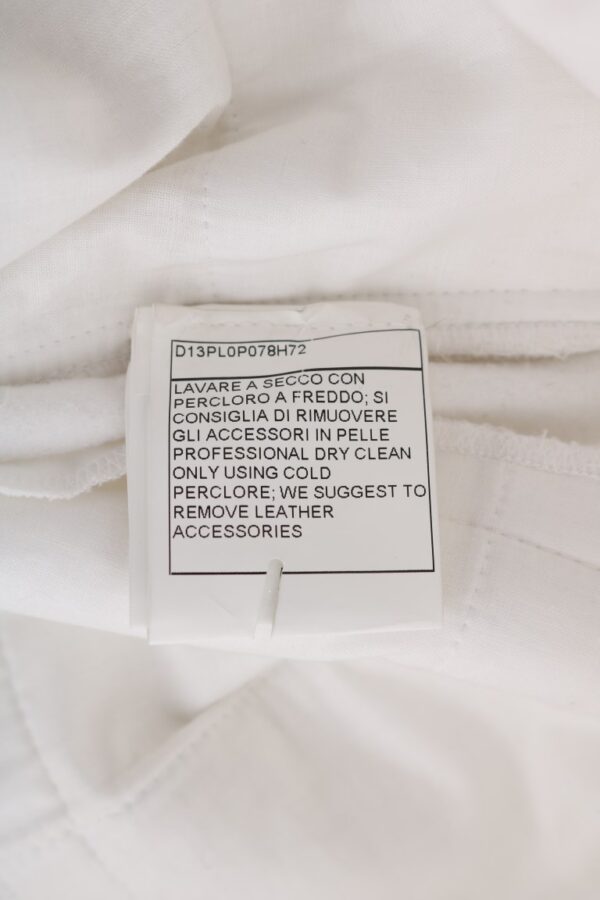 D13PL0P078H72
LAVARE A SECCO CON
PERCLORO A FREDDO; SI
CONSIGLIA DI RIMUOVERE
GLI ACCESSORI IN PELLE
PROFESSIONAL DRY CLEAN
ONLY USING COLD
PERCLORE; WE SUGGEST TO
REMOVE LEATHER
ACCESSORIES